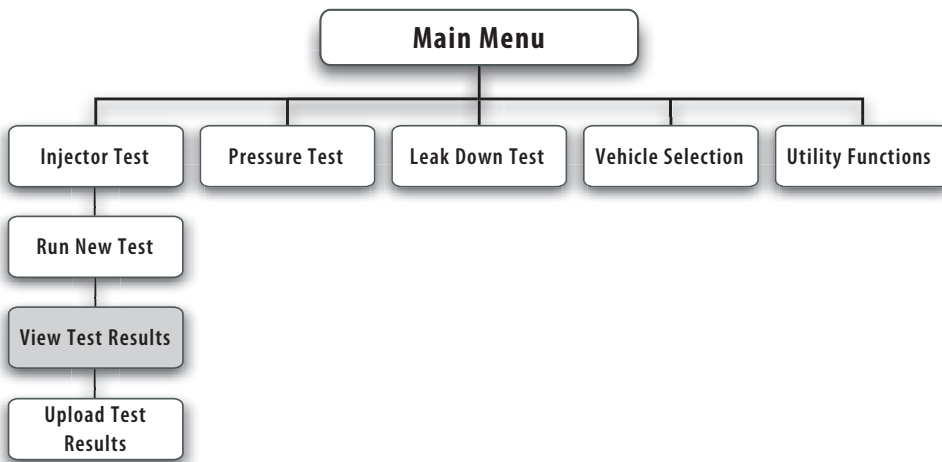 Main Menu
Injector Test
Pressure Test
Leak Down Test
Vehicle Selection
Utility Functions
Run New Test
View Test Results
Upload Test
Results